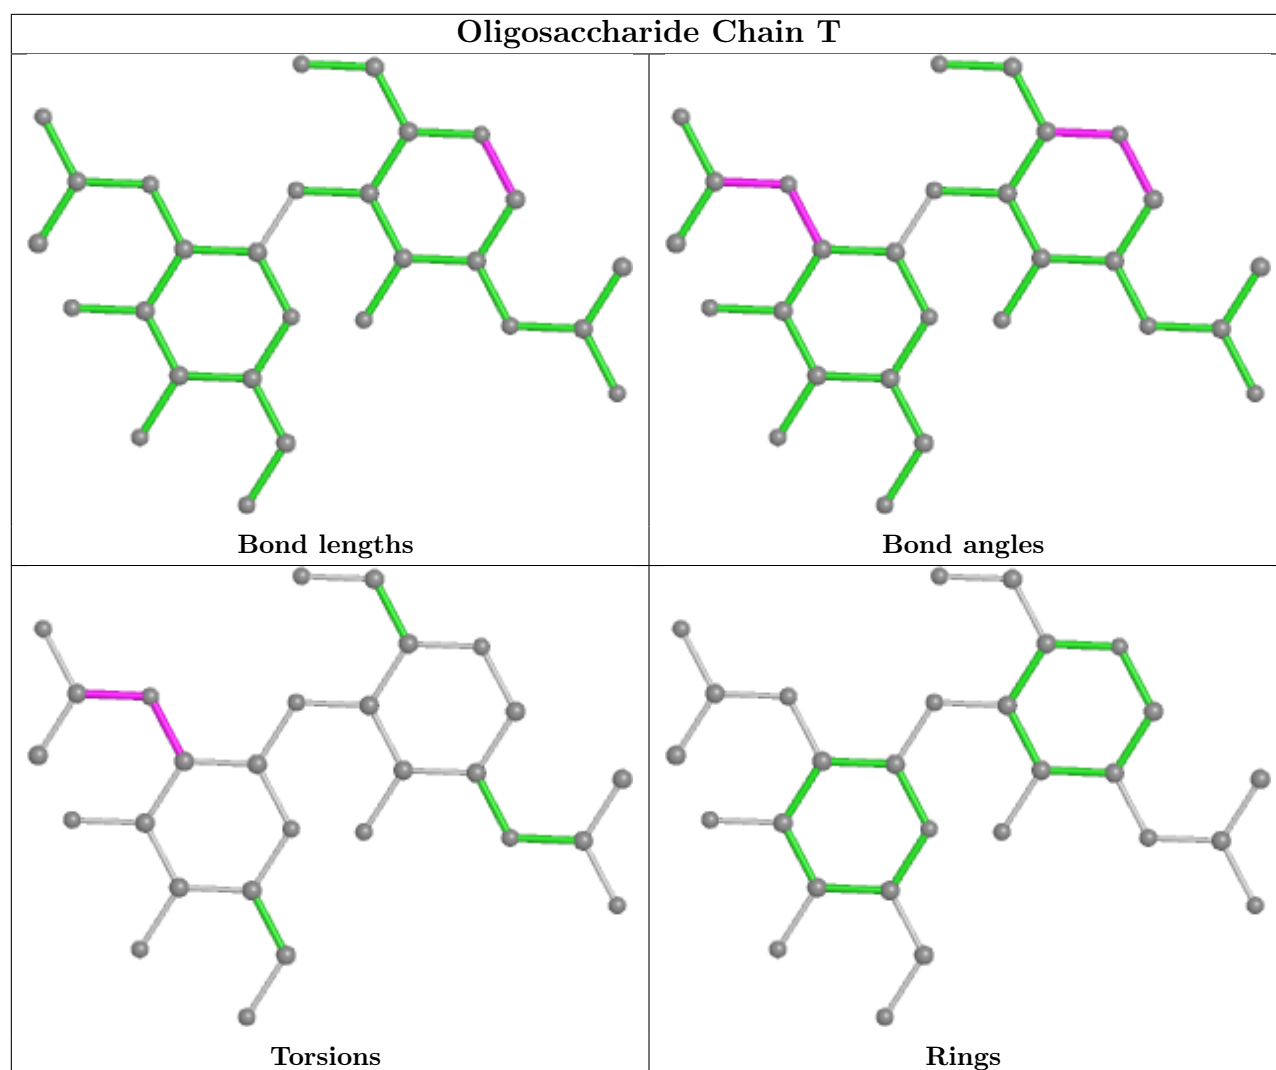 Oligosaccharide Chain T
Bond lengths
Bond angles
Torsions
Rings